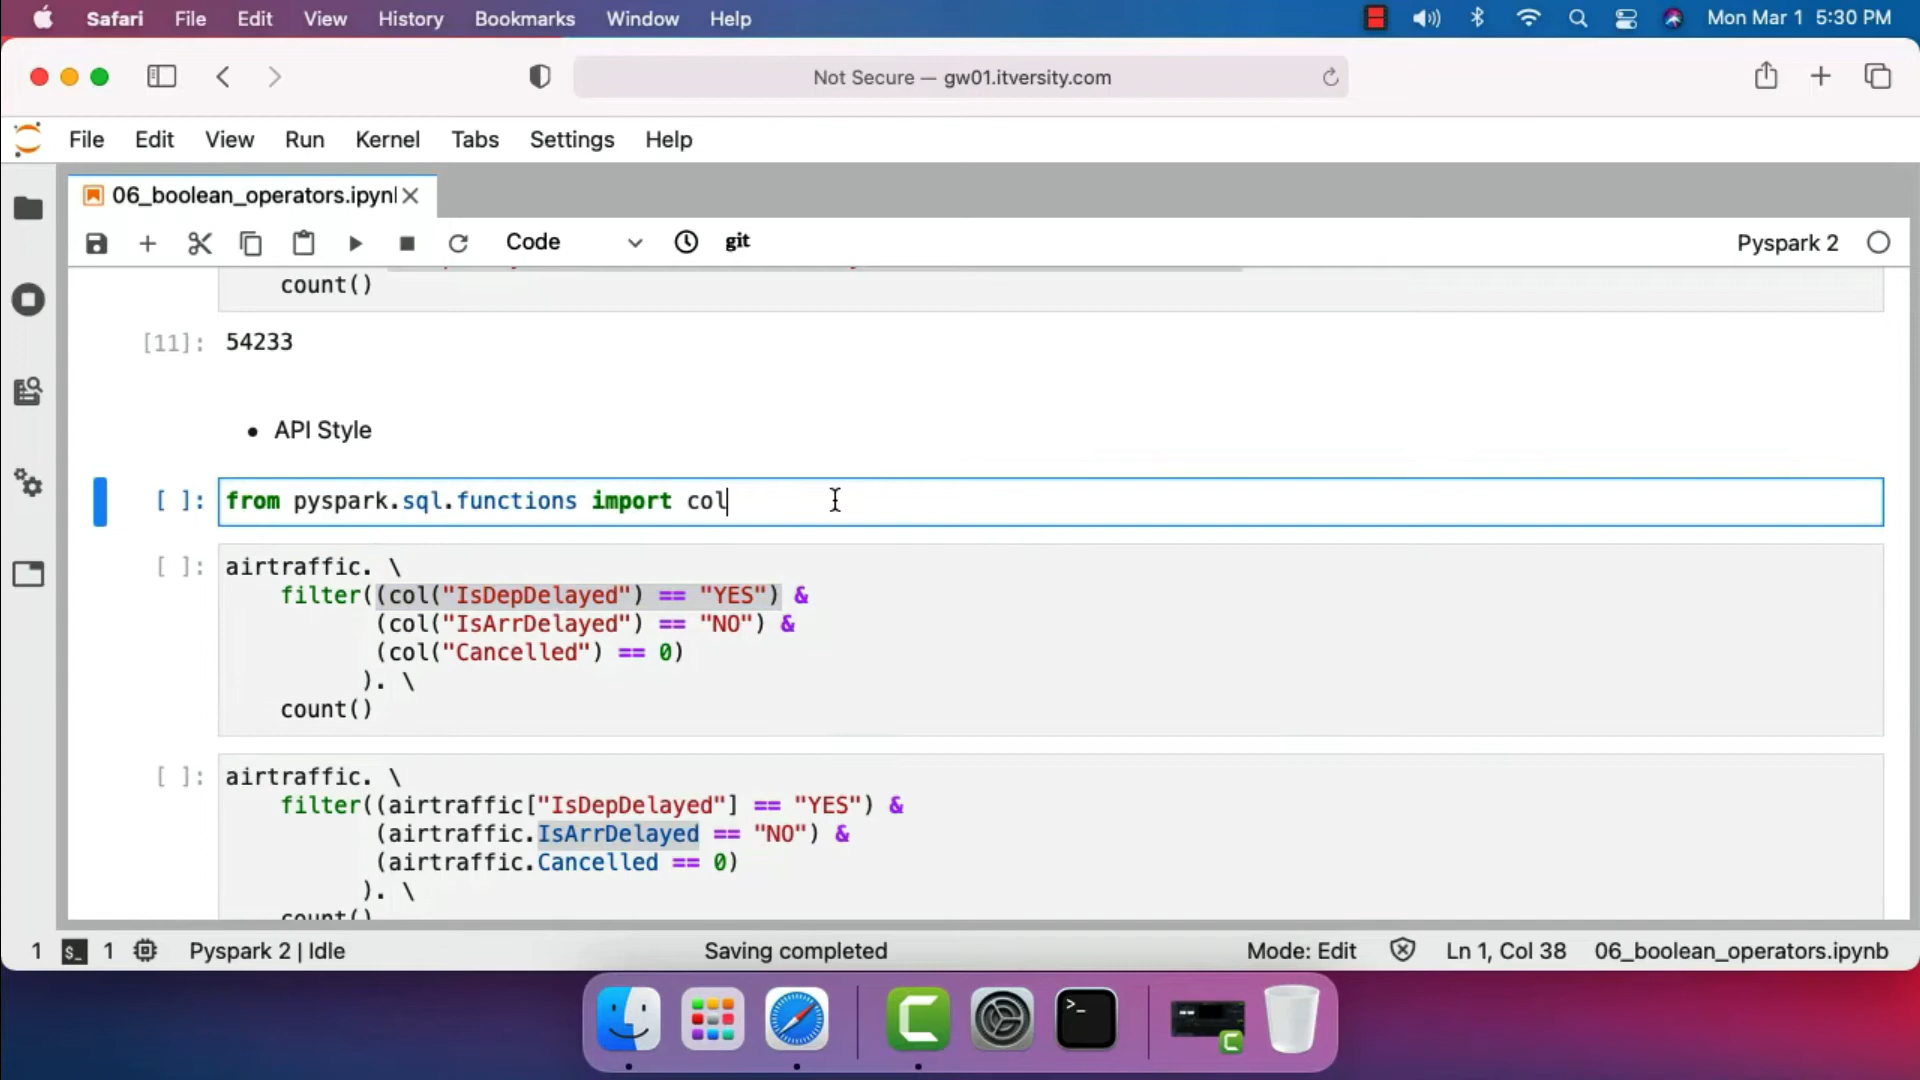 Safari File Edit View History Bookmarks Window Help Mon Mar 1 5:30 PM
Not Secure — gw01.itversity.com
File Edit View Run Kernel Tabs Settings Help
06_boolean_operators.ipynl
Code git Pyspark 2
count()
[11]: 54233
• API Style
[ ]: from pyspark.sql.functions import col
[ ]: airtraffic. \
filter((col("IsDepDelayed") == "YES") &
(col("IsArrDelayed") == "NO") &
(col("Cancelled") == 0)
). \
count()
[ ]: airtraffic. \
filter((airtraffic["IsDepDelayed"] == "YES") &
(airtraffic.IsArrDelayed == "NO") &
(airtraffic.Cancelled == 0)
). \
count()
1 $_ 1 Pyspark 2 | Idle Saving completed Mode: Edit Ln 1, Col 38 06_boolean_operators.ipynb
>_